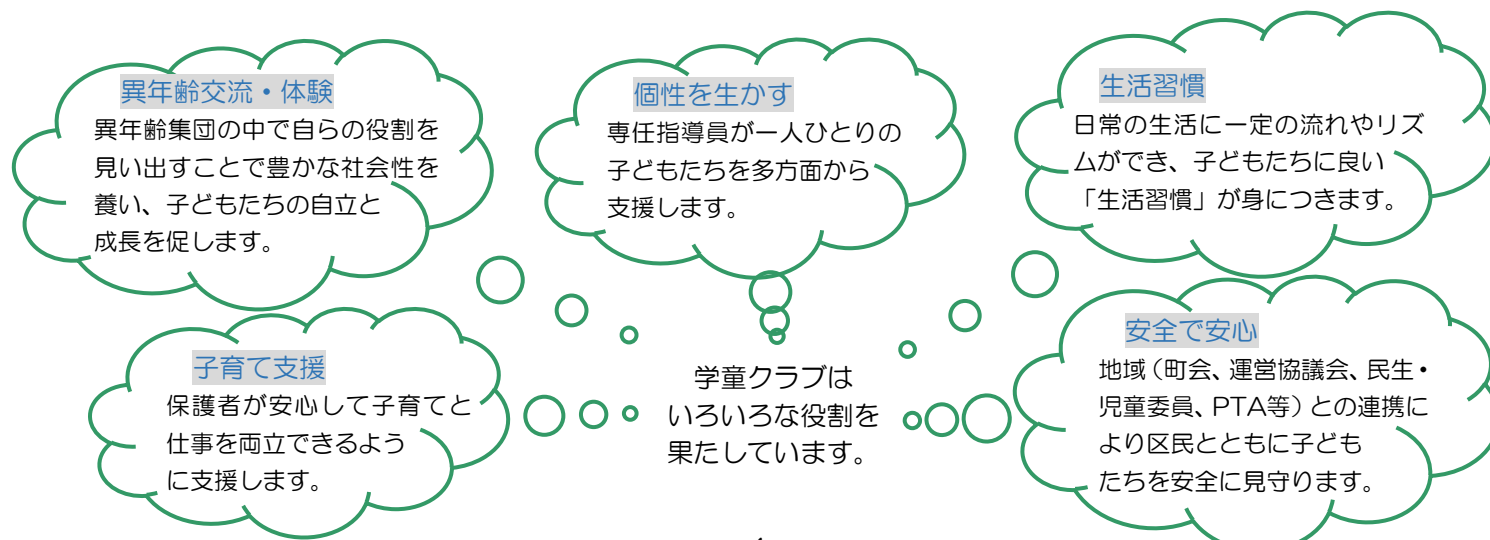 異年齢交流・体験
異年齢集団の中で自らの役割を
見い出すことで豊かな社会性を
養い、子どもたちの自立と
成長を促します。
個性を生かす
専任指導員が一人ひとりの
子どもたちを多方面から
支援します。
生活習慣
日常の生活に一定の流れやリズ
ムができ、子どもたちに良い
「生活習慣」が身につきます。
子育て支援
保護者が安心して子育てと
仕事を両立できるよう
に支援します。
学童クラブは
いろいろな役割を
果たしています。
安全で安心
地域(町会、運営協議会、民生・
児童委員、PTA等)との連携に
より区民とともに子ども
たちを安全に見守ります。